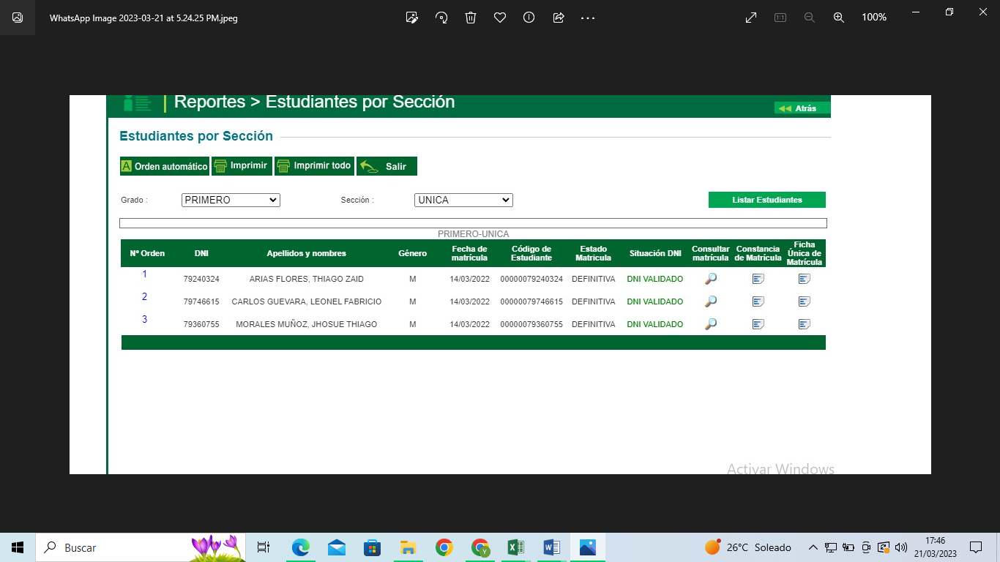 WhatsApp Image 2023-03-21 at 5.24.25 PM.jpeg
1:1
100%
Reportes > Estudiantes por Sección
Atrás
Estudiantes por Sección
A Orden automático Imprimir Imprimir todo Salir
Grado : PRIMERO Sección : UNICA Listar Estudiantes
PRIMERO-UNICA
Nº Orden DNI Apellidos y nombres Género Fecha de matrícula Código de Estudiante Estado Matricula Situación DNI Consultar matrícula Constancia de Matrícula Ficha Única de Matrícula
1 79240324 ARIAS FLORES, THIAGO ZAID M 14/03/2022 00000079240324 DEFINITIVA DNI VALIDADO
2 79746615 CARLOS GUEVARA, LEONEL FABRICIO M 14/03/2022 00000079746615 DEFINITIVA DNI VALIDADO
3 79360755 MORALES MUÑOZ, JHOSUE THIAGO M 14/03/2022 00000079360755 DEFINITIVA DNI VALIDADO
Activar Windows
Buscar
Y
26°C Soleado
17:46
21/03/2023